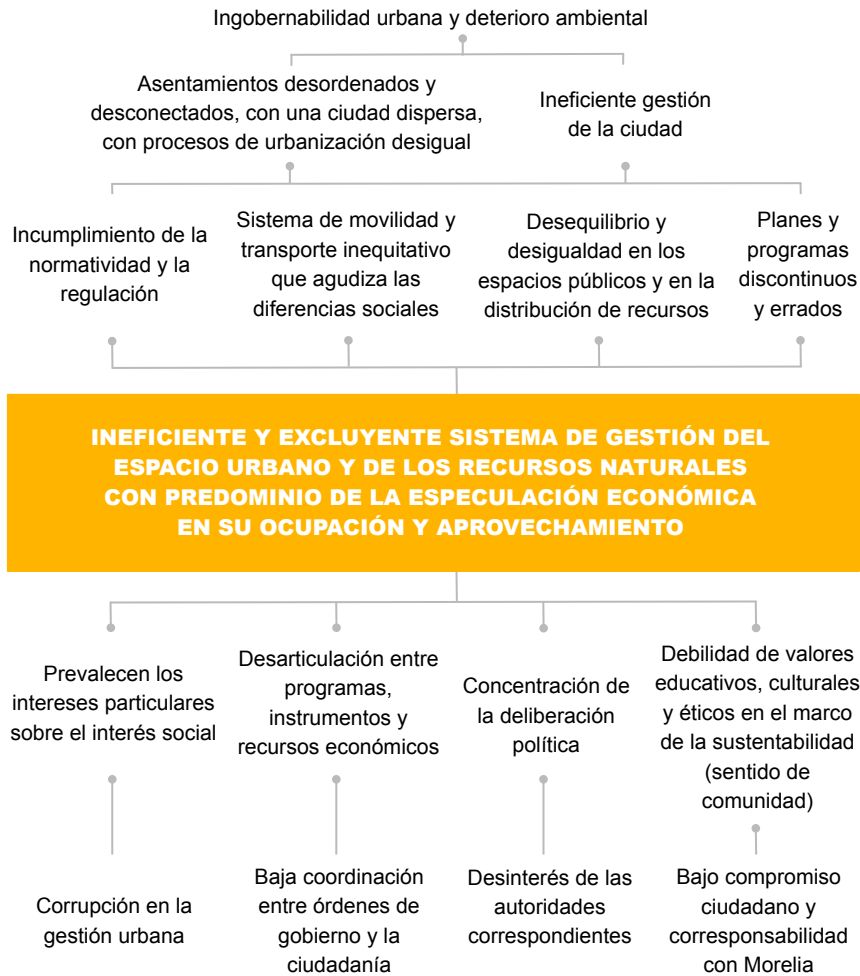 Ingobernabilidad urbana y deterioro ambiental
Asentamientos desordenados y
desconectados, con una ciudad dispersa,
con procesos de urbanización desigual
Ineficiente gestión
de la ciudad
Incumplimiento de la
normatividad y la
regulación
Sistema de movilidad y
transporte inequitativo
que agudiza las
diferencias sociales
Desequilibrio y
desigualdad en los
espacios públicos y en la
distribución de recursos
Planes y
programas
discontinuos
y errados
INEFICIENTE Y EXCLUYENTE SISTEMA DE GESTIÓN DEL
ESPACIO URBANO Y DE LOS RECURSOS NATURALES
CON PREDOMINIO DE LA ESPECULACIÓN ECONÓMICA
EN SU OCUPACIÓN Y APROVECHAMIENTO
Prevalecen los
intereses particulares
sobre el interés social
Desarticulación entre
programas,
instrumentos y
recursos económicos
Concentración de
la deliberación
política
Debilidad de valores
educativos, culturales
y éticos en el marco
de la sustentabilidad
(sentido de
comunidad)
Corrupción en la
gestión urbana
Baja coordinación
entre órdenes de
gobierno y la
ciudadanía
Desinterés de las
autoridades
correspondientes
Bajo compromiso
ciudadano y
corresponsabilidad
con Morelia